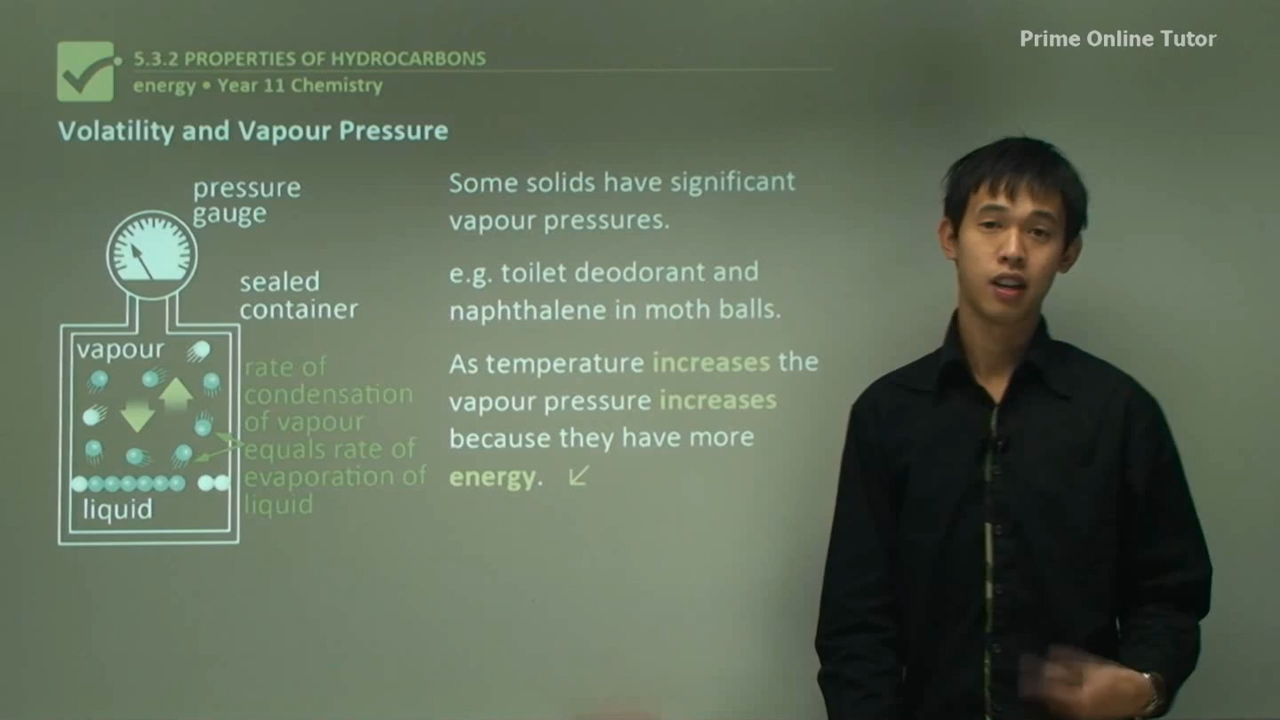 Prime Online Tutor
5.3.2 PROPERTIES OF HYDROCARBONS
energy • Year 11 Chemistry
Volatility and Vapour Pressure
pressure
gauge
sealed
container
vapour
rate of
condensation
of vapour
equals rate of
evaporation of
liquid
liquid
Some solids have significant
vapour pressures.
e.g. toilet deodorant and
naphthalene in moth balls.
As temperature increases the
vapour pressure increases
because they have more
energy.